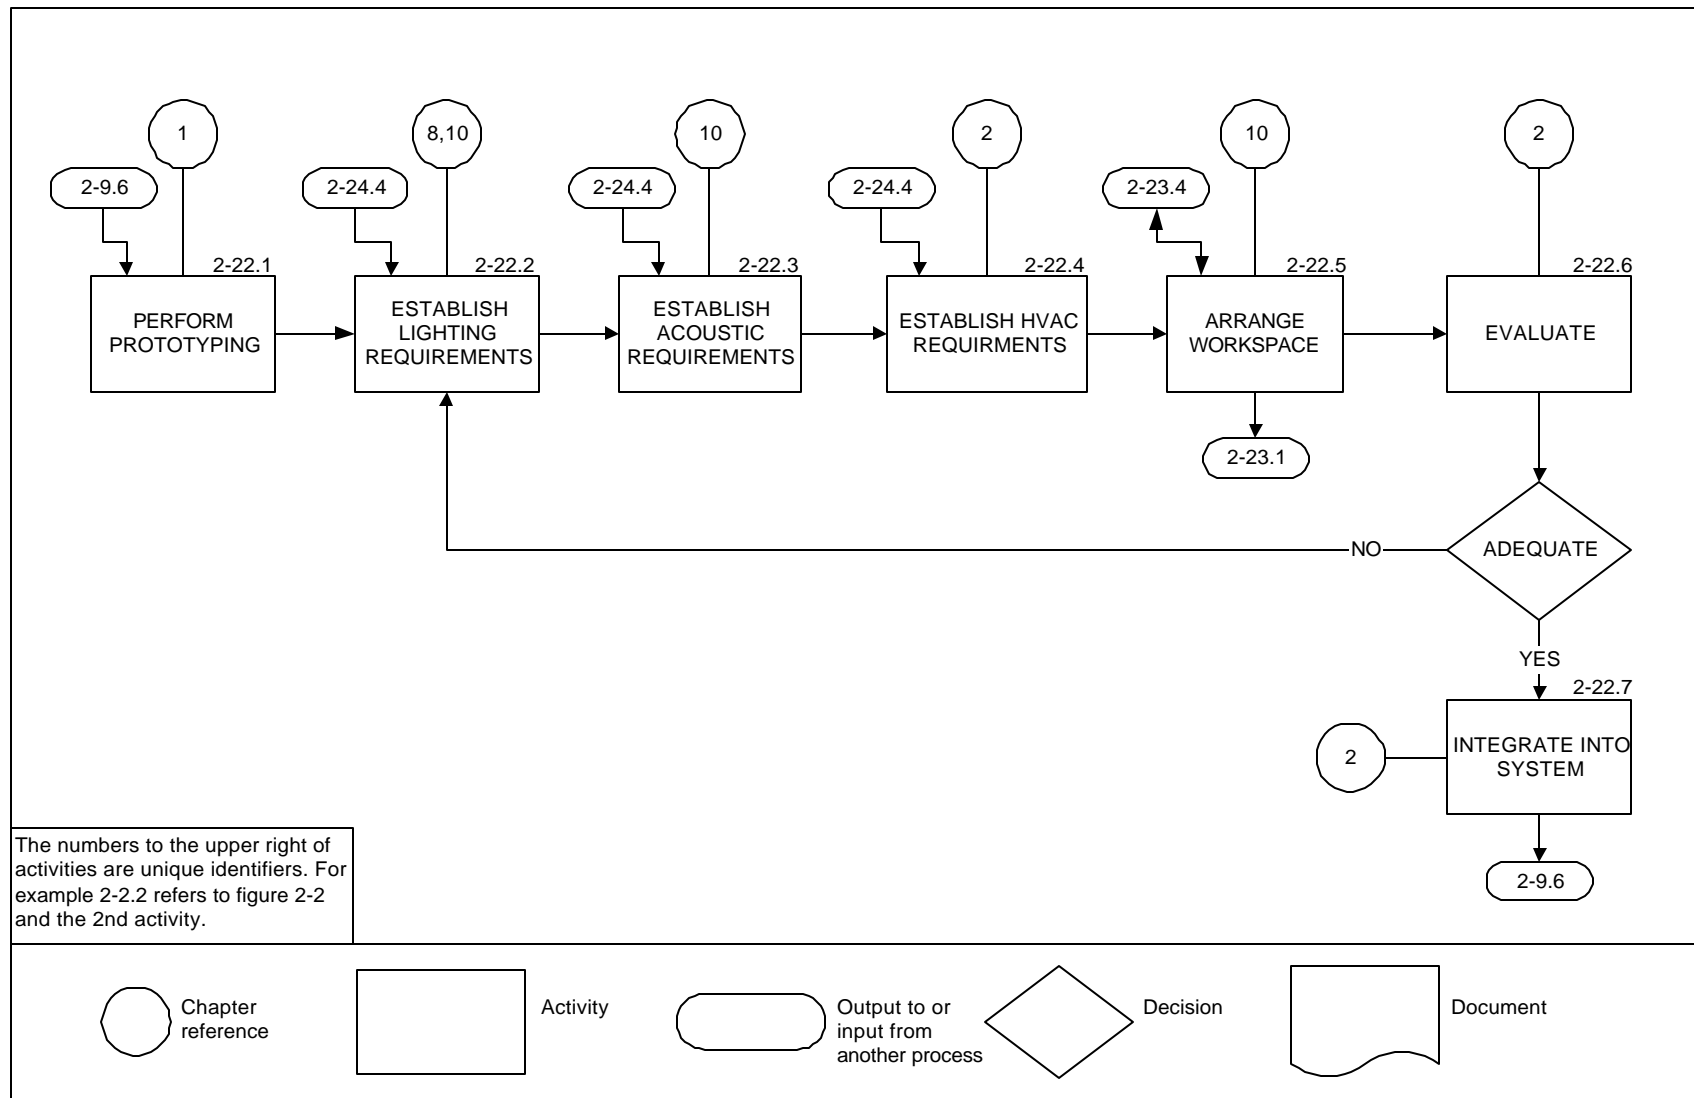 1
8,10
10
2
10
2
2-9.6
2-24.4
2-24.4
2-24.4
2-23.4
2-22.1
2-22.2
2-22.3
2-22.4
2-22.5
2-22.6
PERFORM
PROTOTYPING
ESTABLISH
LIGHTING
REQUIREMENTS
ESTABLISH
ACOUSTIC
REQUIREMENTS
ESTABLISH HVAC
REQUIRMENTS
ARRANGE
WORKSPACE
EVALUATE
2-23.1
NO
ADEQUATE
YES
2-22.7
2
INTEGRATE INTO
SYSTEM
2-9.6
The numbers to the upper right of
activities are unique identifiers. For
example 2-2.2 refers to figure 2-2
and the 2nd activity.
Chapter
reference
Activity
Output to or
input from
another process
Decision
Document